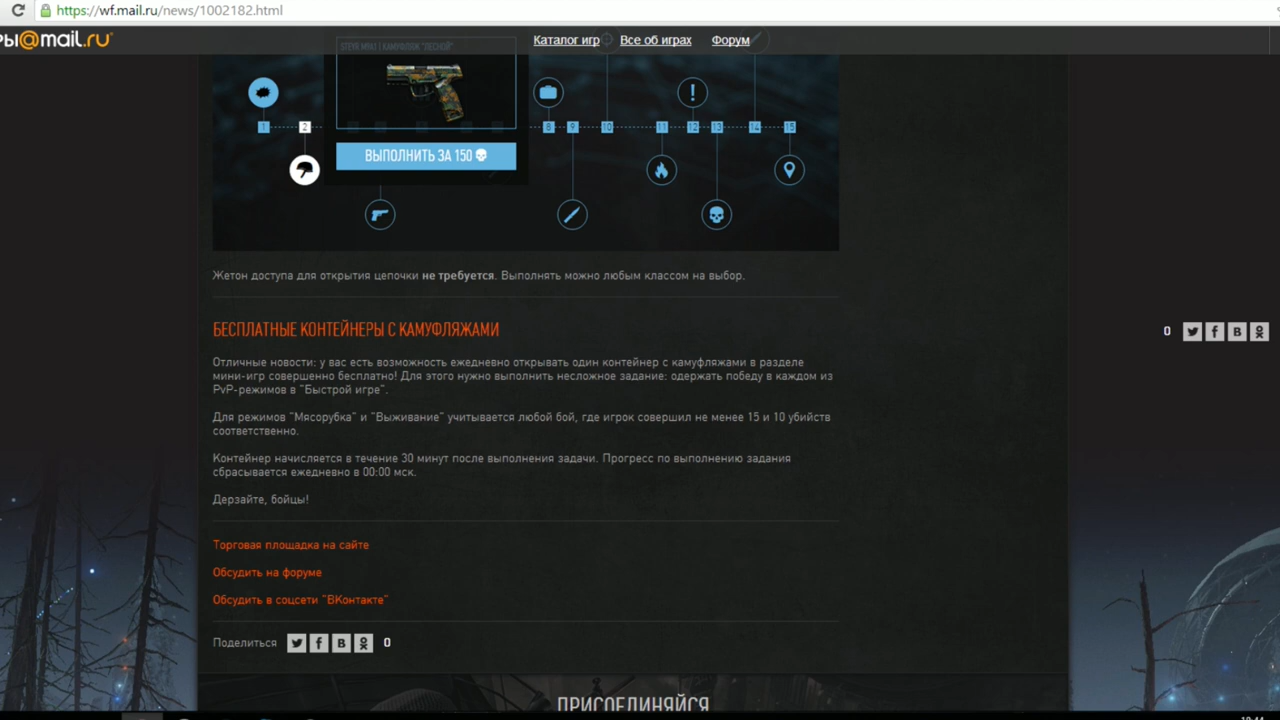 https://wf.mail.ru/news/1002182.html
ры@mail.ru
Каталог игр
Все об играх
Форум
STEYR M9A1 | КАМУФЛЯЖ "ЛЕСНОЙ"
1 2 8 9 10 11 12 13 14 15
ВЫПОЛНИТЬ ЗА 150
Жетон доступа для открытия цепочки не требуется. Выполнять можно любым классом на выбор.
БЕСПЛАТНЫЕ КОНТЕЙНЕРЫ С КАМУФЛЯЖАМИ
0
Отличные новости: у вас есть возможность ежедневно открывать один контейнер с камуфляжами в разделе
мини-игр совершенно бесплатно! Для этого нужно выполнить несложное задание: одержать победу в каждом из
PvP-режимов в "Быстрой игре".
Для режимов "Мясорубка" и "Выживание" учитывается любой бой, где игрок совершил не менее 15 и 10 убийств
соответственно.
Контейнер начисляется в течение 30 минут после выполнения задачи. Прогресс по выполнению задания
сбрасывается ежедневно в 00:00 мск.
Дерзайте, бойцы!
Торговая площадка на сайте
Обсудить на форуме
Обсудить в соцсети "ВКонтакте"
Поделиться
0
ПРИСОЕДИНЯЙСЯ